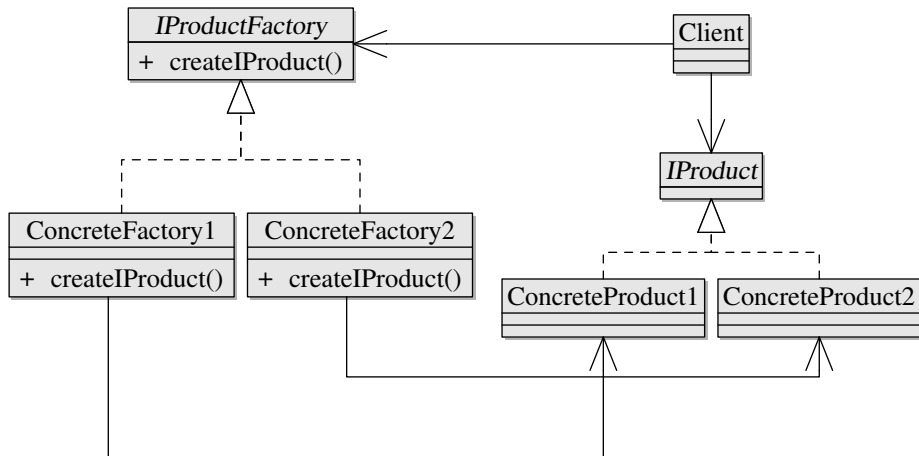 IProductFactory
+ createIProduct()
Client
IProduct
ConcreteFactory1
+ createIProduct()
ConcreteFactory2
+ createIProduct()
ConcreteProduct1
ConcreteProduct2